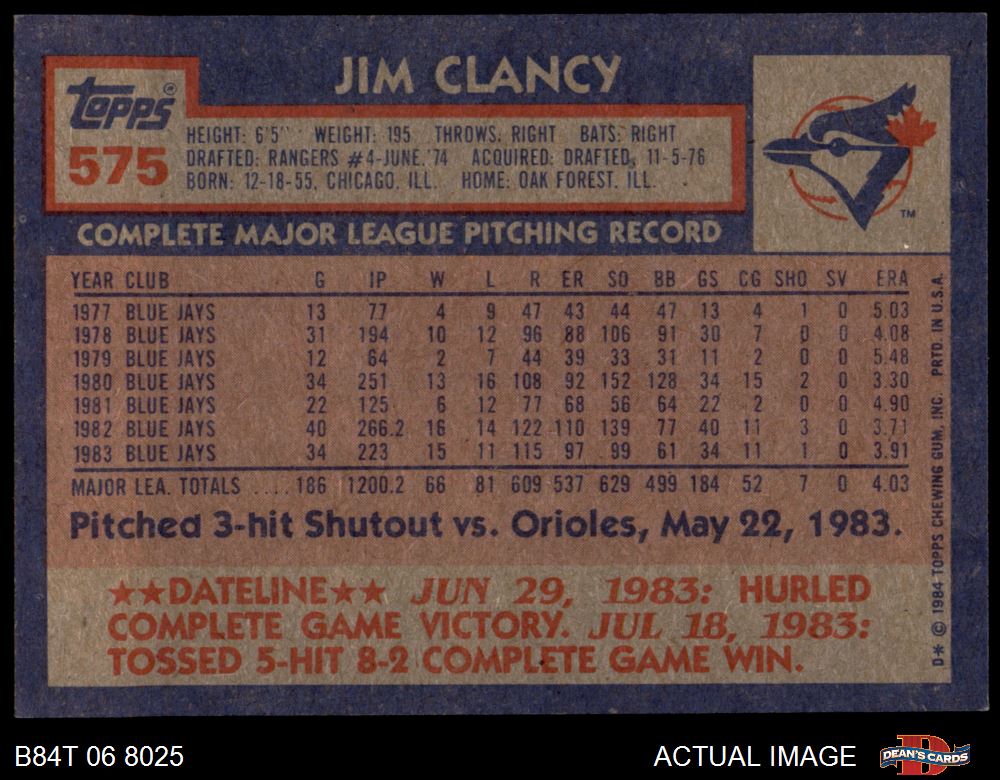 JIM CLANCY
Topps®
575
HEIGHT: 6'5" WEIGHT: 195 THROWS: RIGHT BATS: RIGHT
DRAFTED: RANGERS #4-JUNE, '74 ACQUIRED: DRAFTED, 11-5-76
BORN: 12-18-55, CHICAGO, ILL. HOME: OAK FOREST, ILL.
TM
COMPLETE MAJOR LEAGUE PITCHING RECORD
YEAR CLUB G IP W L R ER SO BB GS CG SHO SV ERA
1977 BLUE JAYS 13 77 4 9 47 43 44 47 13 4 1 0 5.03
1978 BLUE JAYS 31 194 10 12 96 88 106 91 30 7 0 0 4.08
1979 BLUE JAYS 12 64 2 7 44 39 33 31 11 2 0 0 5.48
1980 BLUE JAYS 34 251 13 16 108 92 152 128 34 15 2 0 3.30
1981 BLUE JAYS 22 125 6 12 77 68 56 64 22 2 0 0 4.90
1982 BLUE JAYS 40 266.2 16 14 122 110 139 77 40 11 3 0 3.71
1983 BLUE JAYS 34 223 15 11 115 97 99 61 34 11 1 0 3.91
MAJOR LEA. TOTALS .... 186 1200.2 66 81 609 537 629 499 184 52 7 0 4.03
Pitched 3-hit Shutout vs. Orioles, May 22, 1983.
★★DATELINE★★ JUN 29, 1983: HURLED
COMPLETE GAME VICTORY. JUL 18, 1983:
TOSSED 5-HIT 8-2 COMPLETE GAME WIN.
D* © 1984 TOPPS CHEWING GUM, INC. PRTD. IN U.S.A.
B84T 06 8025
ACTUAL IMAGE
DEAN'S CARDS